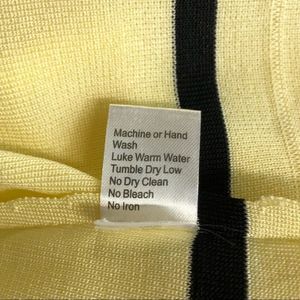 Machine or Hand
Wash
Luke Warm Water
Tumble Dry Low
No Dry Clean
No Bleach
No Iron